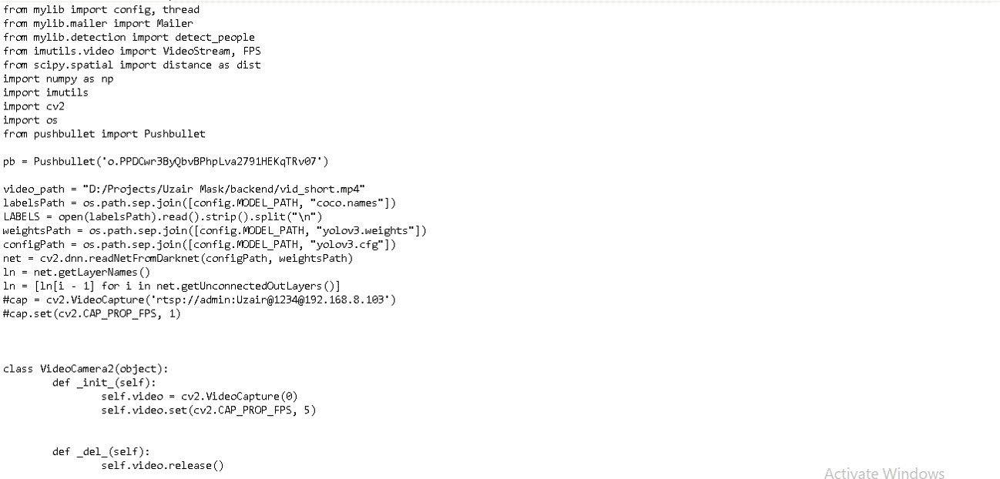 from mylib import config, thread
from mylib.mailer import Mailer
from mylib.detection import detect_people
from imutils.video import VideoStream, FPS
from scipy.spatial import distance as dist
import numpy as np
import imutils
import cv2
import os
from pushbullet import Pushbullet

pb = Pushbullet('o.PPDCwr3ByQbvBPhpLva2791HEKqTRv07')

video_path = "D:/Projects/Uzair Mask/backend/vid_short.mp4"
labelsPath = os.path.sep.join([config.MODEL_PATH, "coco.names"])
LABELS = open(labelsPath).read().strip().split("\n")
weightsPath = os.path.sep.join([config.MODEL_PATH, "yolov3.weights"])
configPath = os.path.sep.join([config.MODEL_PATH, "yolov3.cfg"])
net = cv2.dnn.readNetFromDarknet(configPath, weightsPath)
ln = net.getLayerNames()
ln = [ln[i - 1] for i in net.getUnconnectedOutLayers()]
#cap = cv2.VideoCapture('rtsp://admin:Uzair@1234@192.168.8.103')
#cap.set(cv2.CAP_PROP_FPS, 1)

class VideoCamera2(object):
        def _init_(self):
                self.video = cv2.VideoCapture(0)
                self.video.set(cv2.CAP_PROP_FPS, 5)

        def _del_(self):
                self.video.release()
Activate Windows